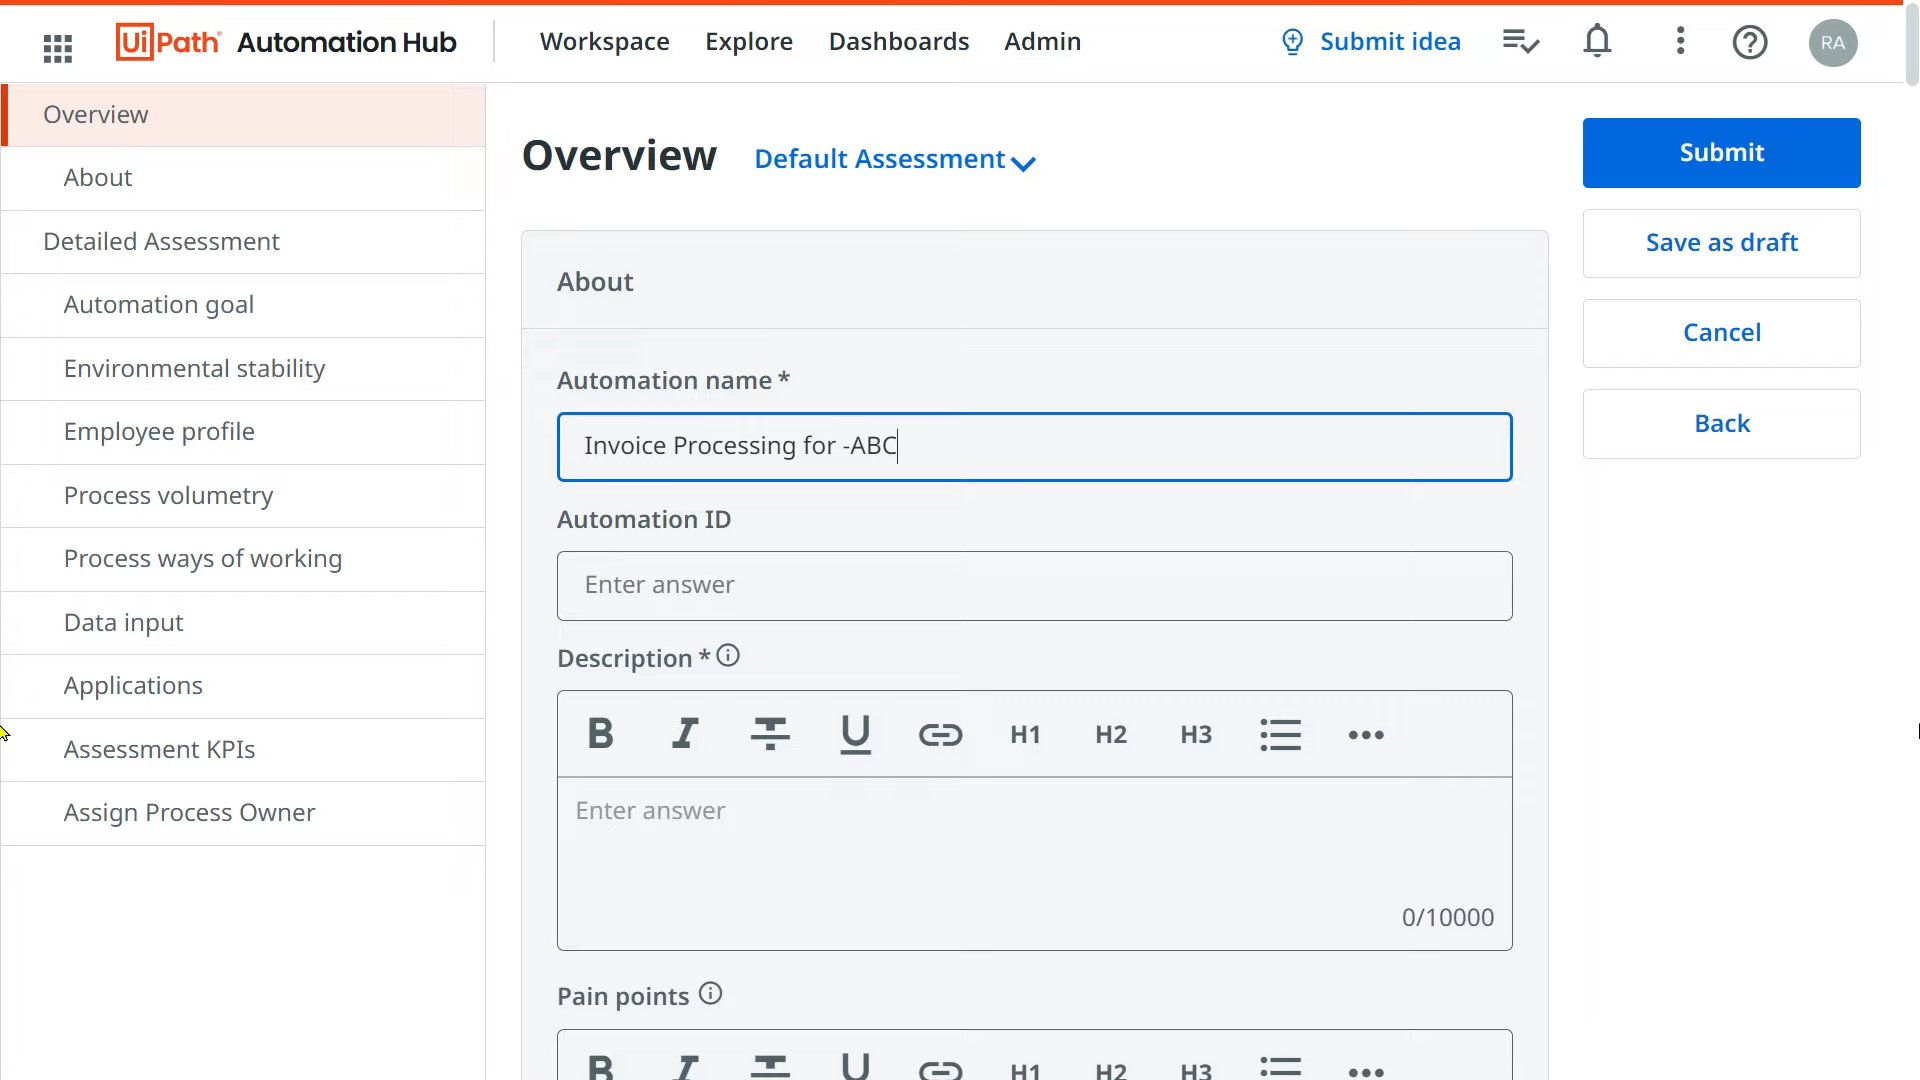 UiPath Automation Hub
Workspace Explore Dashboards Admin
Submit idea
RA
Overview
About
Detailed Assessment
Automation goal
Environmental stability
Employee profile
Process volumetry
Process ways of working
Data input
Applications
Assessment KPIs
Assign Process Owner
Overview Default Assessment
About
Automation name *
Invoice Processing for -ABC
Automation ID
Enter answer
Description *
B I T U H1 H2 H3
Enter answer
0/10000
Pain points
B I T U H1 H2 H3
Submit
Save as draft
Cancel
Back